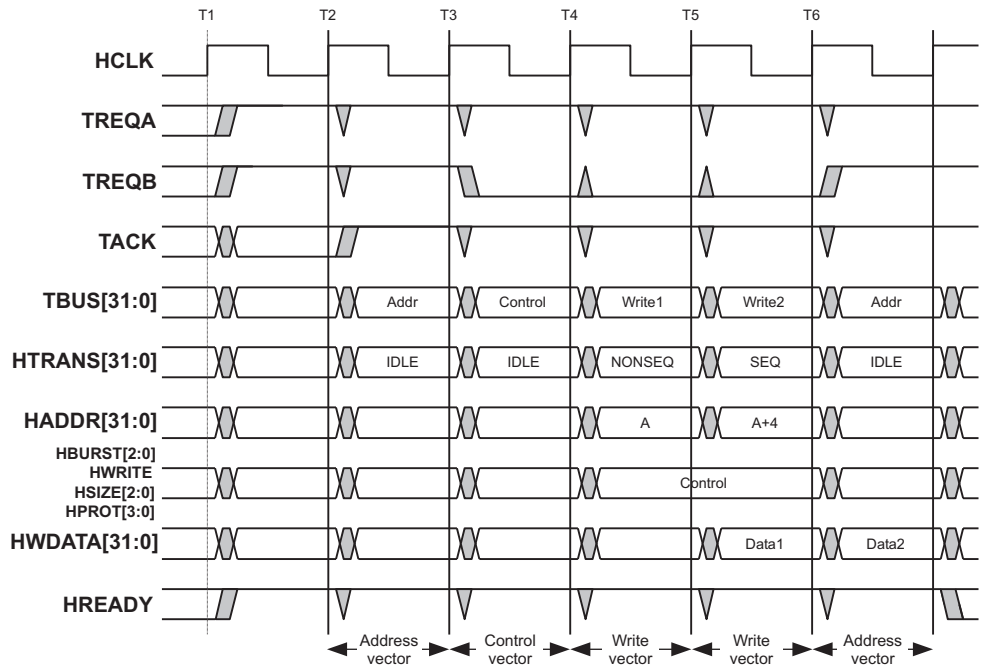 T1 T2 T3 T4 T5 T6
HCLK
TREQA
TREQB
TACK
TBUS[31:0] Addr Control Write1 Write2 Addr
HTRANS[31:0] IDLE IDLE NONSEQ SEQ IDLE
HADDR[31:0] A A+4
HBURST[2:0]
HWRITE
HSIZE[2:0]
HPROT[3:0]
Control
HWDATA[31:0] Data1 Data2
HREADY
Address Control Write Write Address
vector vector vector vector vector